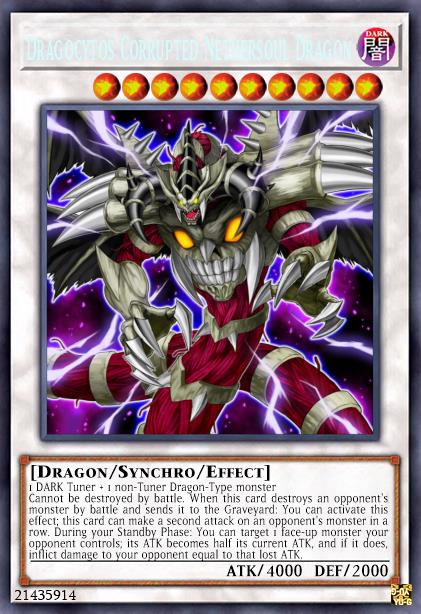 Dragocytos Corrupted Nethersoul Dragon
DARK
闇
[Dragon/Synchro/Effect]
1 DARK Tuner + 1 non-Tuner Dragon-Type monster
Cannot be destroyed by battle. When this card destroys an opponent's
monster by battle and sends it to the Graveyard: You can activate this
effect; this card can make a second attack on an opponent's monster in a
row. During your Standby Phase: You can target 1 face-up monster your
opponent controls; its ATK becomes half its current ATK, and if it does,
inflict damage to your opponent equal to that lost ATK.
ATK/4000 DEF/2000
21435914